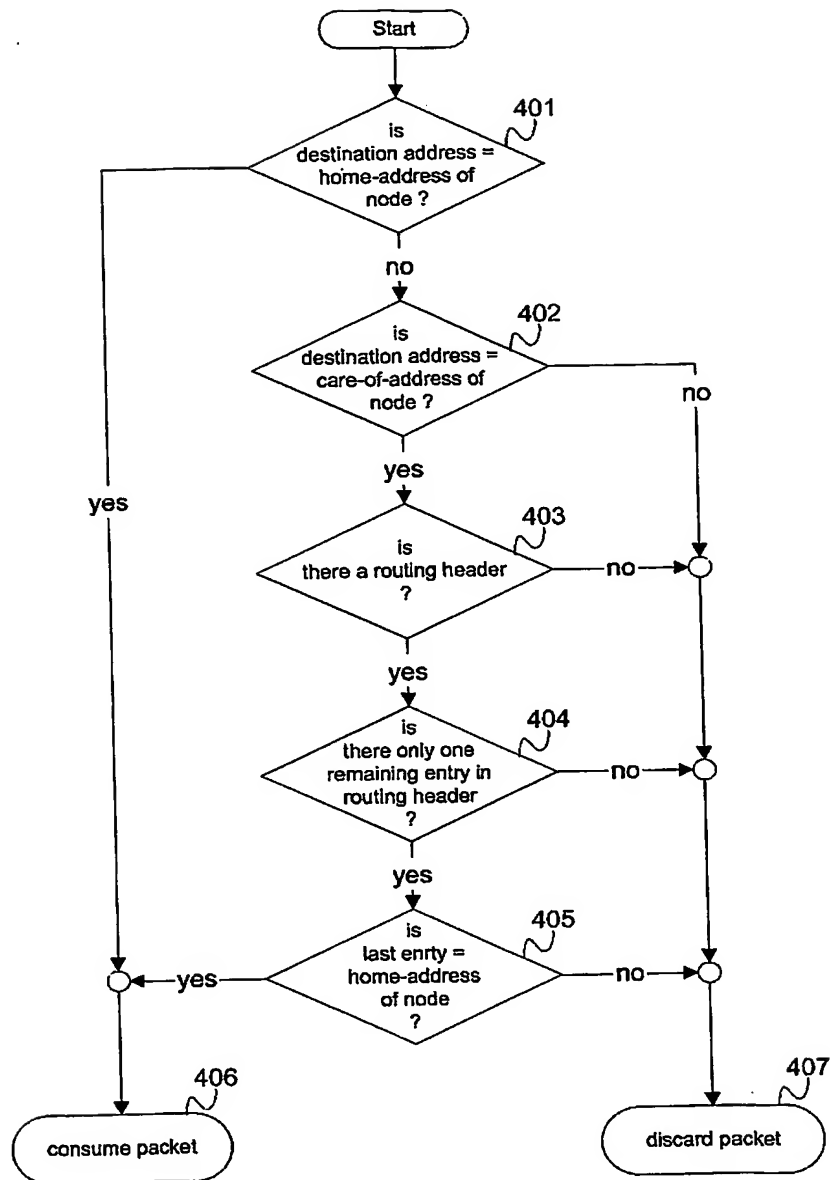 Start
401
is
destination address =
home-address of
node ?
no
402
is
destination address =
care-of-address of
node ?
no
yes
yes
403
is
there a routing header
?
no
yes
404
is
there only one
remaining entry in
routing header
?
no
yes
405
is
last enrty =
home-address
of node
?
yes
no
406
consume packet
407
discard packet